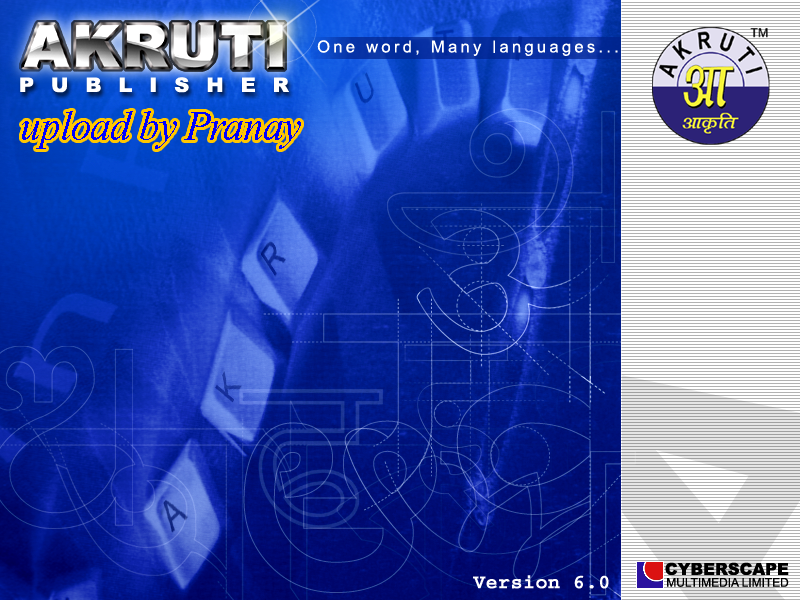 AKRUTI
PUBLISHER
One word, Many languages...
upload by Pranay
AKRUTI
TM
आ
आकृति
U
T
R
K
A
Version 6.0
CYBERSCAPE
MULTIMEDIA LIMITED